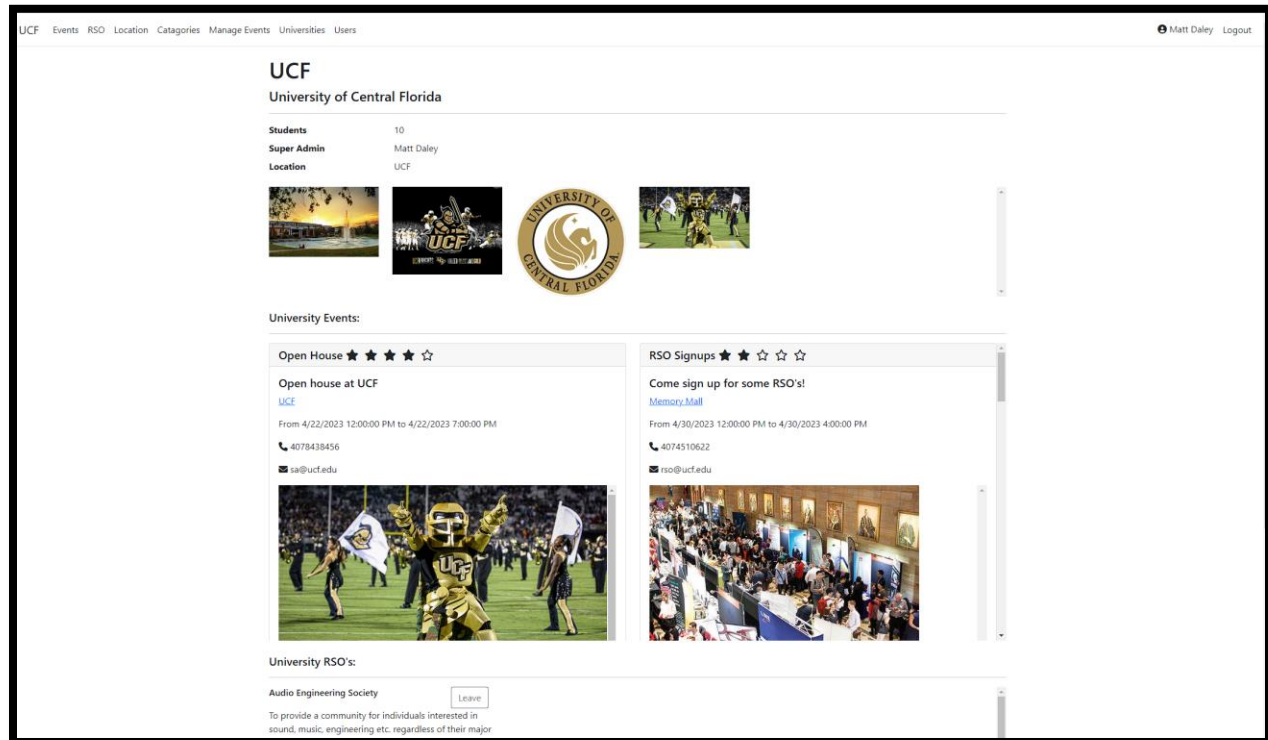 UCF Events RSO Location Catagories Manage Events Universities Users Matt Daley Logout
UCF
University of Central Florida
Students 10
Super Admin Matt Daley
Location UCF
UCF
UNIVERSITY OF
CENTRAL FLORIDA
University Events:
Open House
Open house at UCF
UCF
From 4/22/2023 12:00:00 PM to 4/22/2023 7:00:00 PM
4078438456
sa@ucf.edu
UCF
RSO Signups
Come sign up for some RSO's!
Memory Mall
From 4/30/2023 12:00:00 PM to 4/30/2023 4:00:00 PM
4074510622
rso@ucf.edu
University RSO's:
Audio Engineering Society Leave
To provide a community for individuals interested in
sound, music, engineering etc. regardless of their major